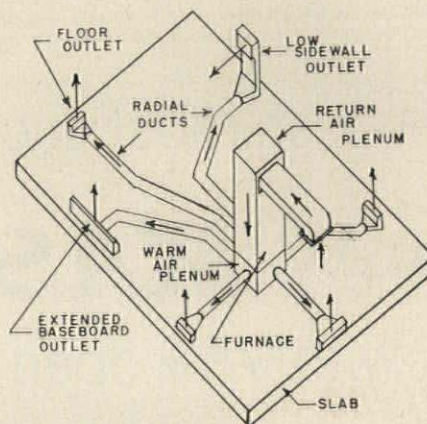 FLOOR
OUTLET
LOW
SIDEWALL
OUTLET
RADIAL
DUCTS
RETURN
AIR
PLENUM
WARM
AIR
PLENUM
EXTENDED
BASEBOARD
OUTLET
FURNACE
SLAB